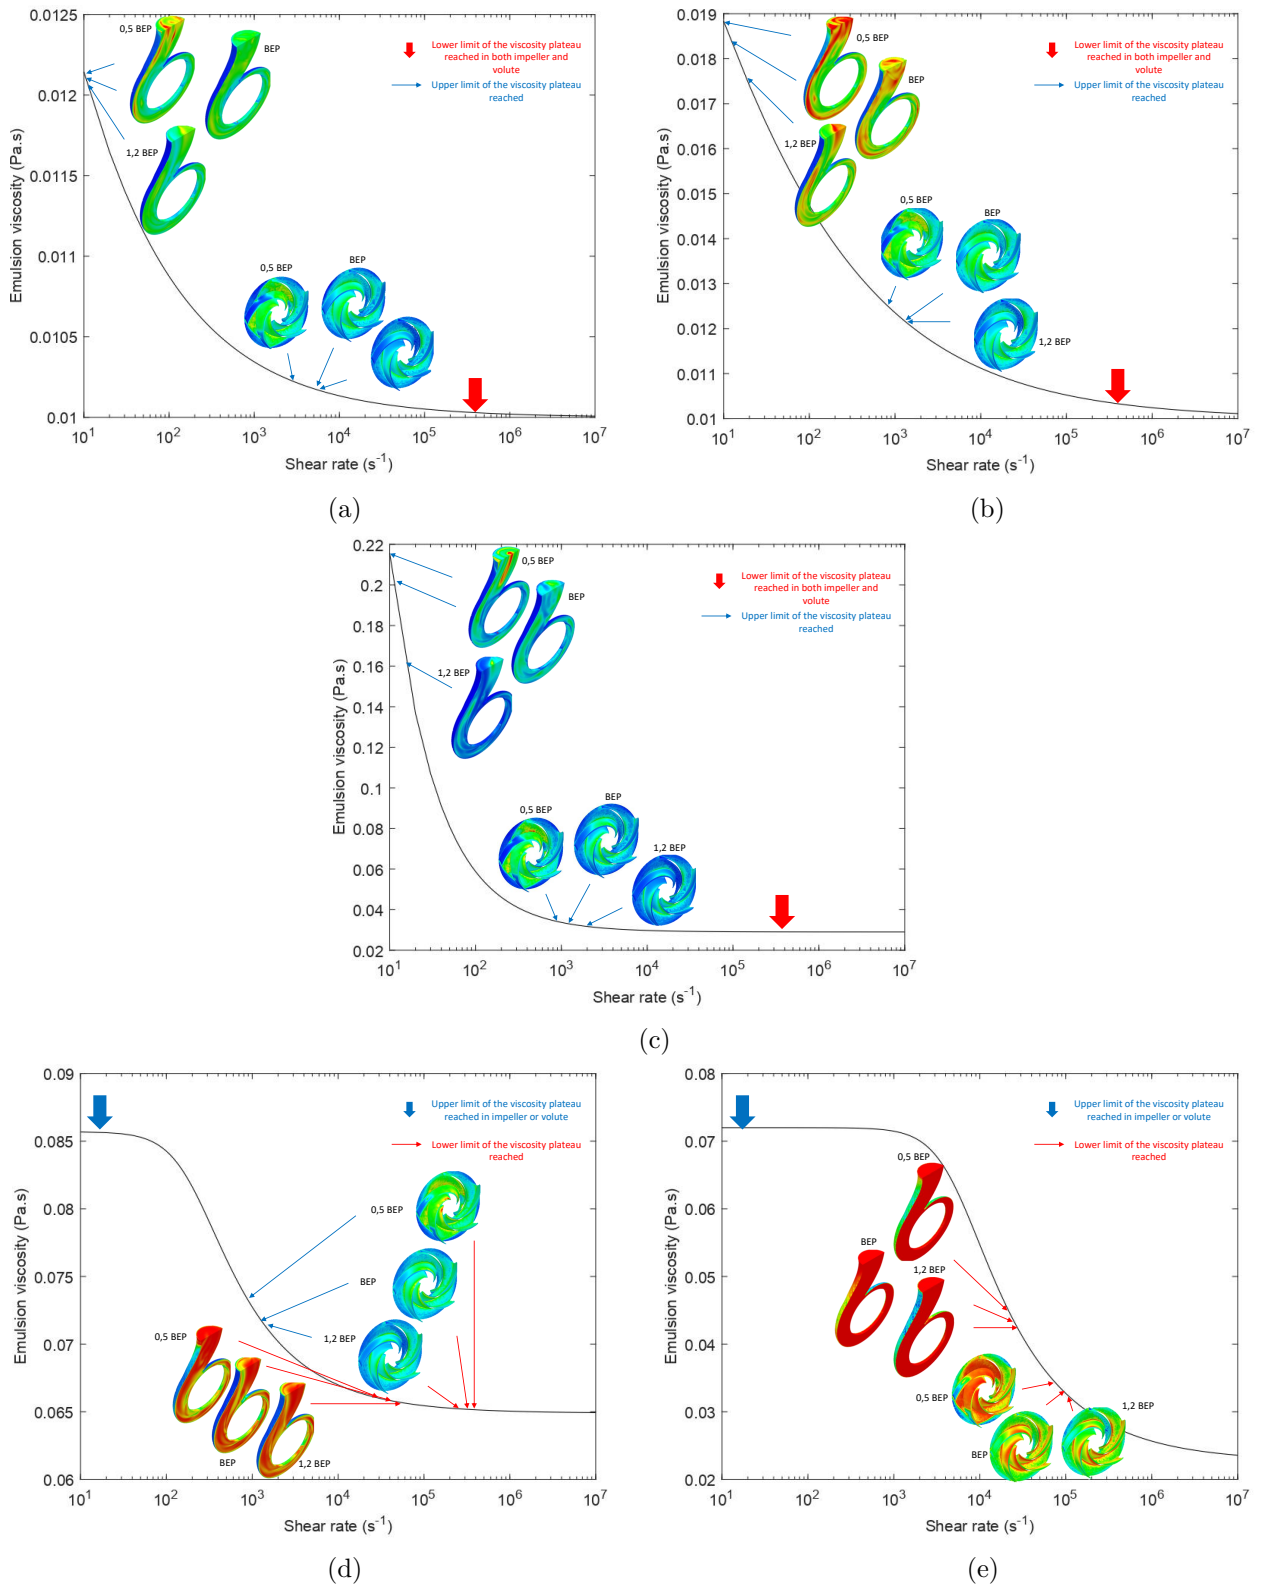 0.0125
0.012
0.0115
0.011
0.0105
0.01
Emulsion viscosity (Pa.s)
10^1 10^2 10^3 10^4 10^5 10^6 10^7
Shear rate (s^-1)
0,5 BEP
BEP
1,2 BEP
0,5 BEP
BEP
Lower limit of the viscosity plateau
reached in both impeller and
volute
Upper limit of the viscosity plateau
reached
(a)
0.019
0.018
0.017
0.016
0.015
0.014
0.013
0.012
0.011
0.01
Emulsion viscosity (Pa.s)
10^1 10^2 10^3 10^4 10^5 10^6 10^7
Shear rate (s^-1)
0,5 BEP
BEP
1,2 BEP
0,5 BEP
BEP
1,2 BEP
Lower limit of the viscosity plateau
reached in both impeller and
volute
Upper limit of the viscosity plateau
reached
(b)
0.22
0.2
0.18
0.16
0.14
0.12
0.1
0.08
0.06
0.04
0.02
Emulsion viscosity (Pa.s)
10^1 10^2 10^3 10^4 10^5 10^6 10^7
Shear rate (s^-1)
0,5 BEP
BEP
1,2 BEP
0,5 BEP
BEP
1,2 BEP
Lower limit of the viscosity plateau
reached in both impeller and
volute
Upper limit of the viscosity plateau
reached
(c)
0.09
0.085
0.08
0.075
0.07
0.065
0.06
Emulsion viscosity (Pa.s)
10^1 10^2 10^3 10^4 10^5 10^6 10^7
Shear rate (s^-1)
Upper limit of the viscosity plateau
reached in impeller or volute
Lower limit of the viscosity plateau
reached
0,5 BEP
BEP
1,2 BEP
0,5 BEP
BEP
1,2 BEP
(d)
0.08
0.07
0.06
0.05
0.04
0.03
0.02
Emulsion viscosity (Pa.s)
10^1 10^2 10^3 10^4 10^5 10^6 10^7
Shear rate (s^-1)
Upper limit of the viscosity plateau
reached in impeller or volute
Lower limit of the viscosity plateau
reached
0,5 BEP
BEP
1,2 BEP
0,5 BEP
1,2 BEP
BEP
(e)